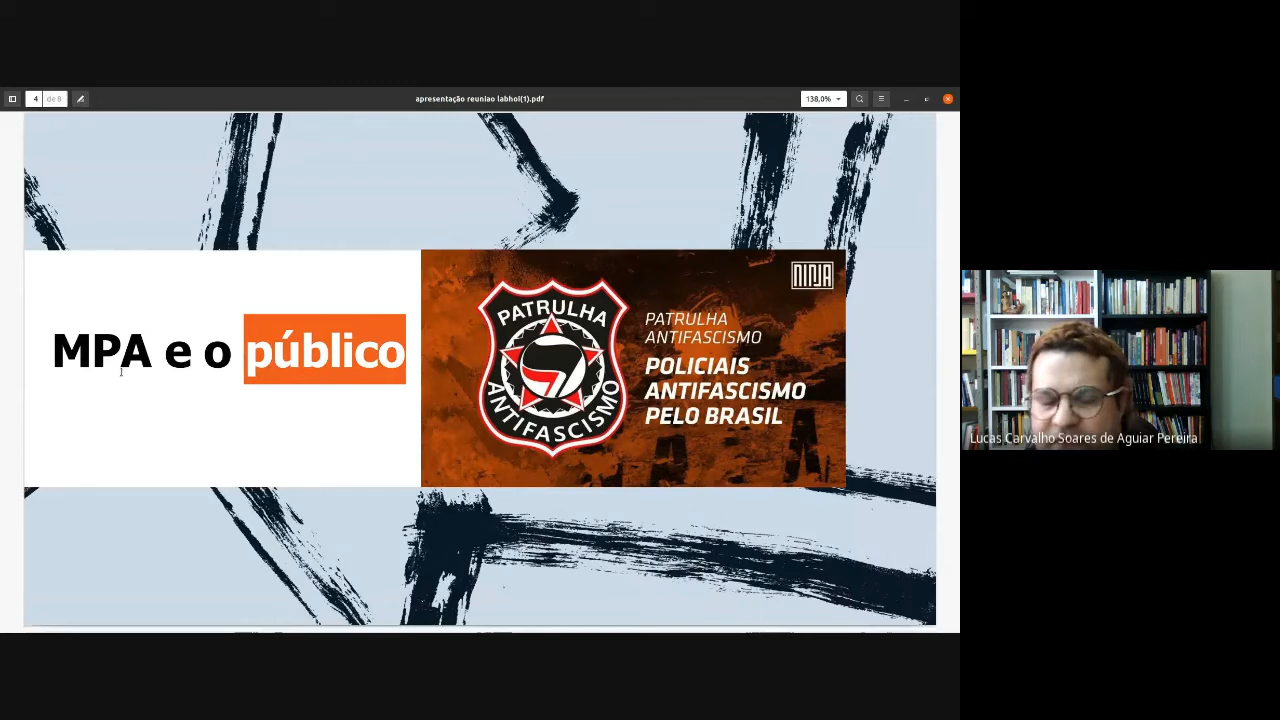 4 de 8
apresentação reuniao labhoi(1).pdf
138,0%
MPA e o público
PATRULHA
ANTIFASCISMO
NINJA
PATRULHA
ANTIFASCISMO
POLICIAIS
ANTIFASCISMO
PELO BRASIL
Lucas Carvalho Soares de Aguiar Pereira